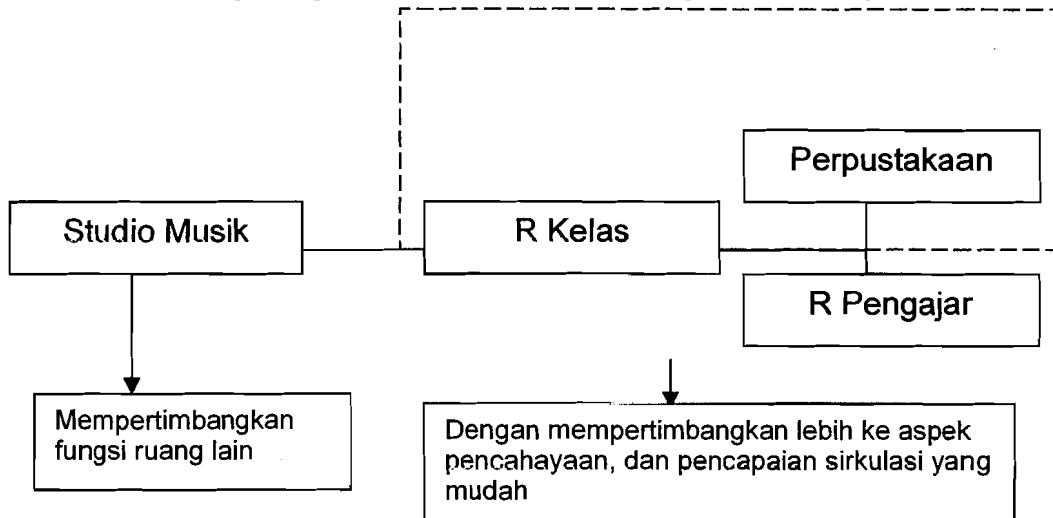 Perpustakaan
Studio Musik
R Kelas
R Pengajar
Mempertimbangkan
fungsi ruang lain
Dengan mempertimbangkan lebih ke aspek
pencahayaan, dan pencapaian sirkulasi yang
mudah